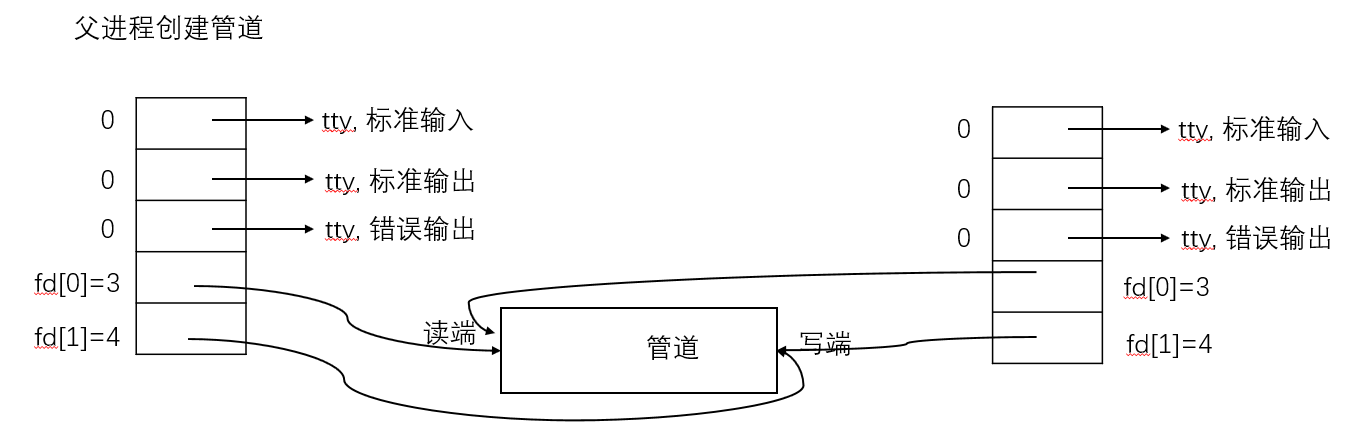 父进程创建管道
0
tty, 标准输入
0
tty, 标准输出
0
tty, 错误输出
fd[0]=3
fd[1]=4
读端
管道
写端
0
tty, 标准输入
0
tty, 标准输出
0
tty, 错误输出
fd[0]=3
fd[1]=4